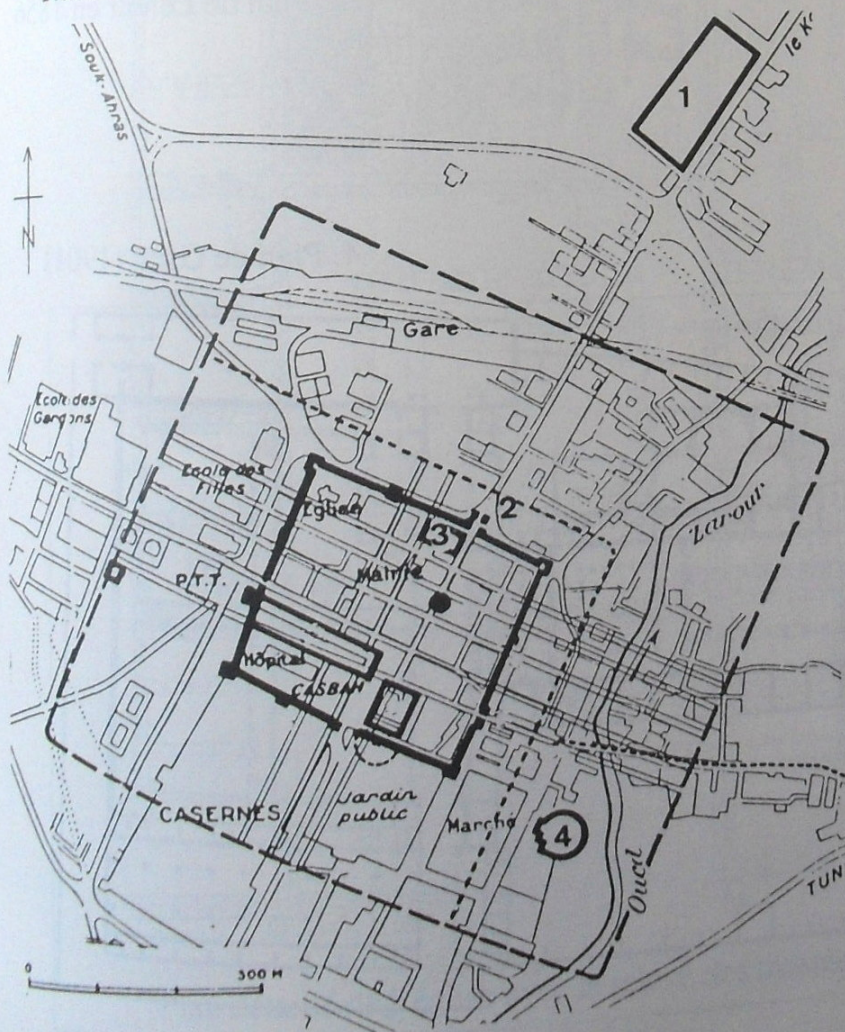 Souk-Ahras
le K
1
N
Gare
Ecole des
Garçons
Ecole des
Filles
Eglise
2
3
Zarour
Mairie
P.T.T.
Hôpital
CASBAH
Jardin
public
CASERNES
Marché
4
Oued
TUN
0
300 M